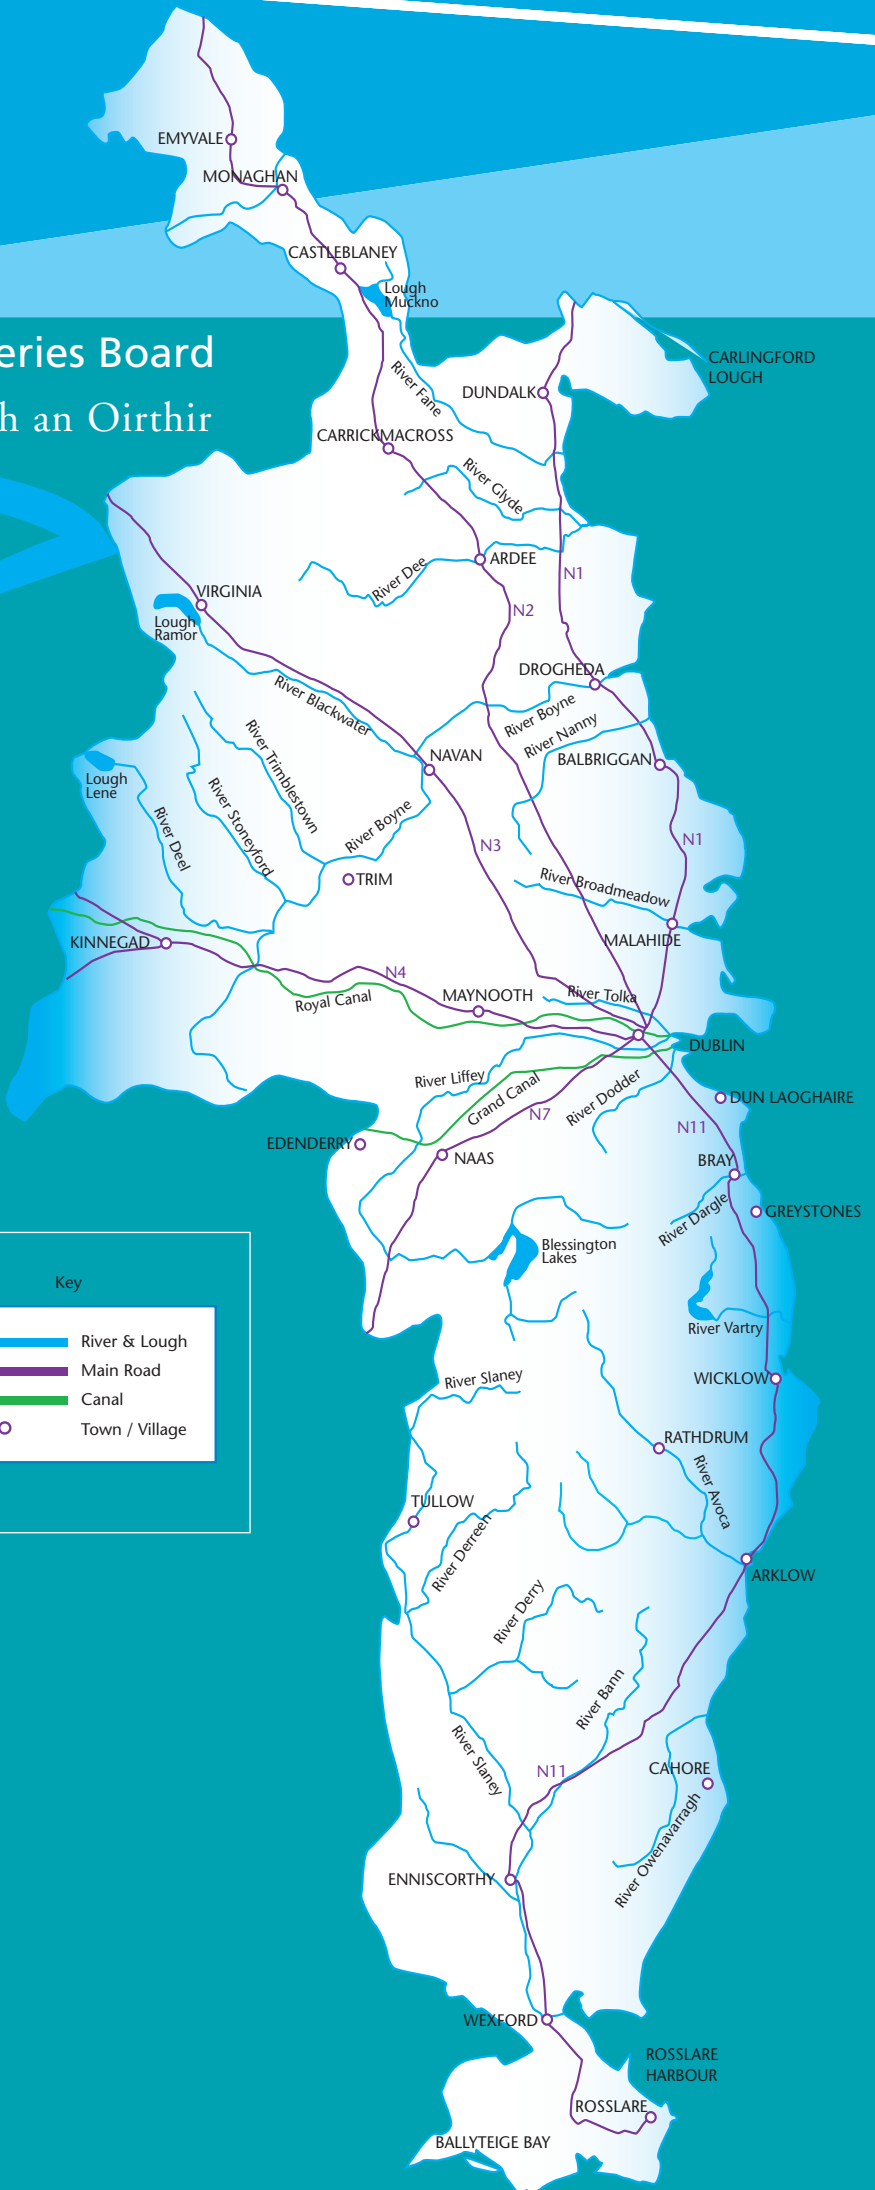 EMYVALE
MONAGHAN
CASTLEBLANEY
Lough
Muckno
eries Board
h an Oirthir
CARLINGFORD
LOUGH
River Fane
DUNDALK
CARRICKMACROSS
River Glyde
ARDEE
River Dee
N1
N2
VIRGINIA
Lough
Ramor
DROGHEDA
River Blackwater
River Boyne
River Nanny
River Trimblestown
NAVAN
BALBRIGGAN
Lough
Lene
River Stoneyford
River Deel
River Boyne
N3
N1
TRIM
River Broadmeadow
KINNEGAD
MALAHIDE
N4
Royal Canal
MAYNOOTH
River Tolka
DUBLIN
River Liffey
Grand Canal
River Dodder
DUN LAOGHAIRE
N7
N11
EDENDERRY
NAAS
BRAY
River Dargle
GREYSTONES
Blessington
Lakes
Key
River & Lough
Main Road
Canal
Town / Village
River Vartry
River Slaney
WICKLOW
RATHDRUM
River Avoca
TULLOW
River Derreen
ARKLOW
River Derry
River Bann
River Slaney
N11
CAHORE
River Owenavarragh
ENNISCORTHY
WEXFORD
ROSSLARE
HARBOUR
ROSSLARE
BALLYTEIGE BAY